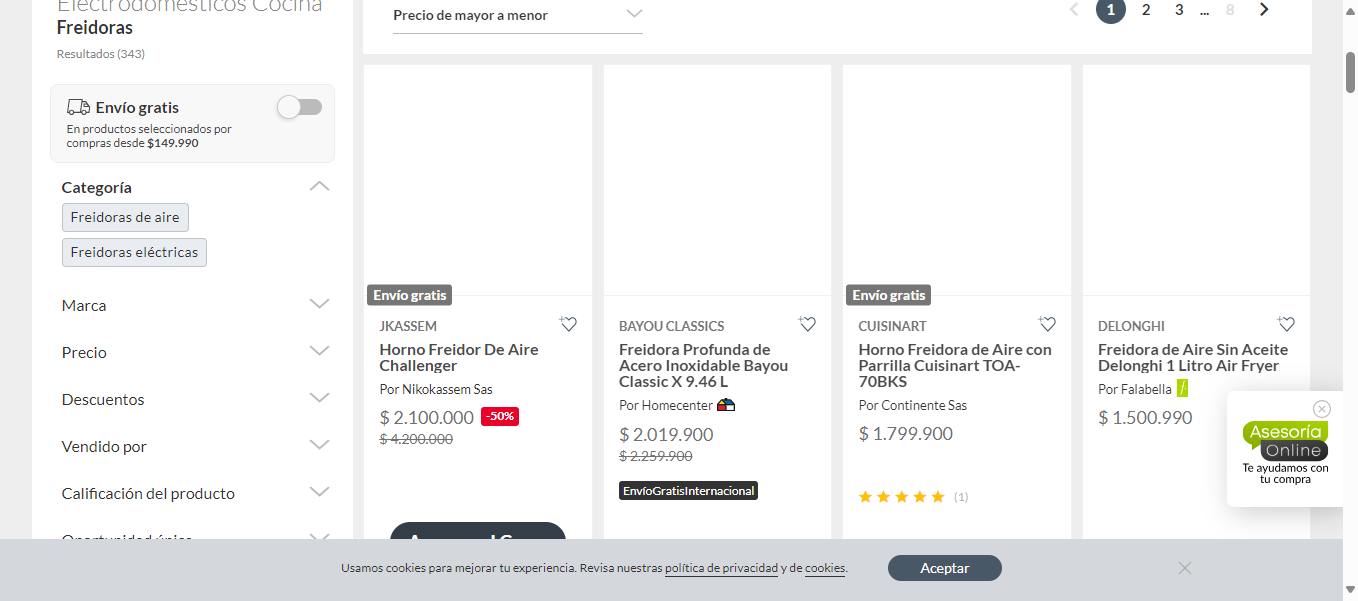 Electrodomésticos Cocina
Freidoras
Resultados (343)
Envío gratis
En productos seleccionados por
compras desde $149.990
Categoría
Freidoras de aire
Freidoras eléctricas
Marca
Precio
Descuentos
Vendido por
Calificación del producto
Oportunidad única
Precio de mayor a menor
1 2 3 ... 8
Envío gratis
JKASSEM
Horno Freidor De Aire
Challenger
Por Nikokassem Sas
$ 2.100.000 -50%
$ 4.200.000
BAYOU CLASSICS
Freidora Profunda de
Acero Inoxidable Bayou
Classic X 9.46 L
Por Homecenter
$ 2.019.900
$ 2.259.900
EnvíoGratisInternacional
Envío gratis
CUISINART
Horno Freidora de Aire con
Parrilla Cuisinart TOA-
70BKS
Por Continente Sas
$ 1.799.900
(1)
DELONGHI
Freidora de Aire Sin Aceite
Delonghi 1 Litro Air Fryer
Por Falabella
$ 1.500.990
Asesoría
Online
Te ayudamos con
tu compra
Usamos cookies para mejorar tu experiencia. Revisa nuestras política de privacidad y de cookies.
Aceptar